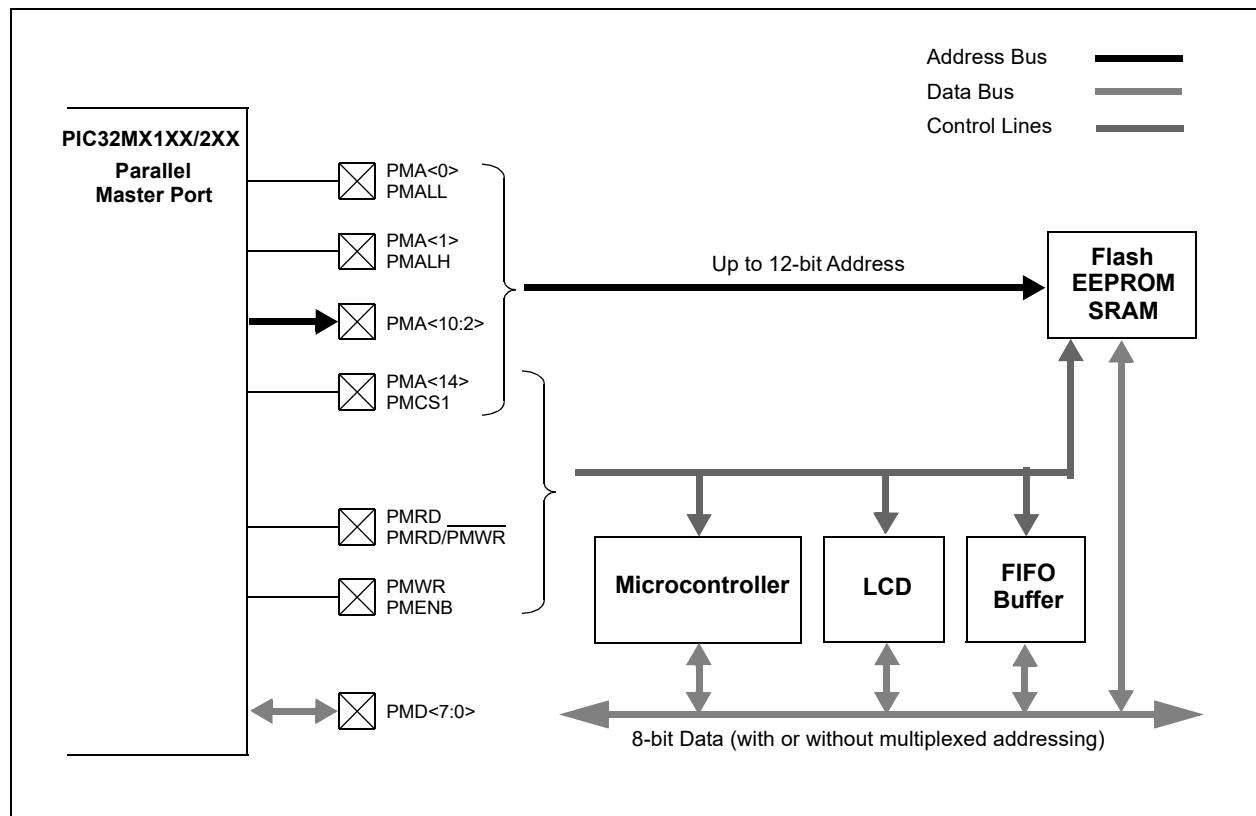 Address Bus
Data Bus
Control Lines
PIC32MX1XX/2XX
Parallel
Master Port
PMA<0>
PMALL
PMA<1>
PMALH
PMA<10:2>
PMA<14>
PMCS1
PMRD
PMRD/PMWR
PMWR
PMENB
PMD<7:0>
Up to 12-bit Address
Flash
EEPROM
SRAM
Microcontroller
LCD
FIFO
Buffer
8-bit Data (with or without multiplexed addressing)